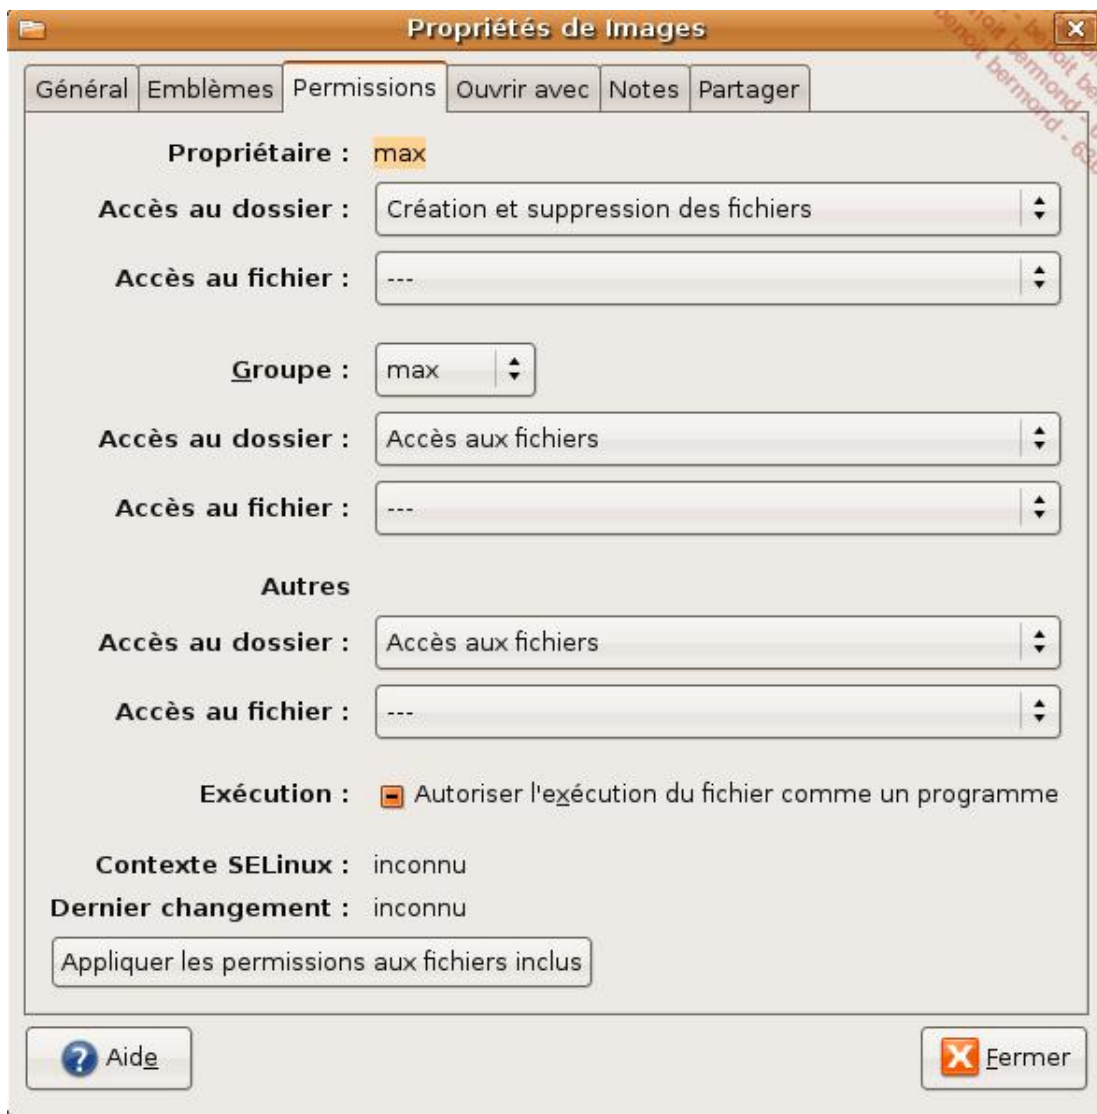 Propriétés de Images
Général Emblèmes Permissions Ouvrir avec Notes Partager
Propriétaire : max
Accès au dossier : Création et suppression des fichiers
Accès au fichier : ---
Groupe : max
Accès au dossier : Accès aux fichiers
Accès au fichier : ---
Autres
Accès au dossier : Accès aux fichiers
Accès au fichier : ---
Exécution : Autoriser l'exécution du fichier comme un programme
Contexte SELinux : inconnu
Dernier changement : inconnu
Appliquer les permissions aux fichiers inclus
Aide Fermer
benoit bermond